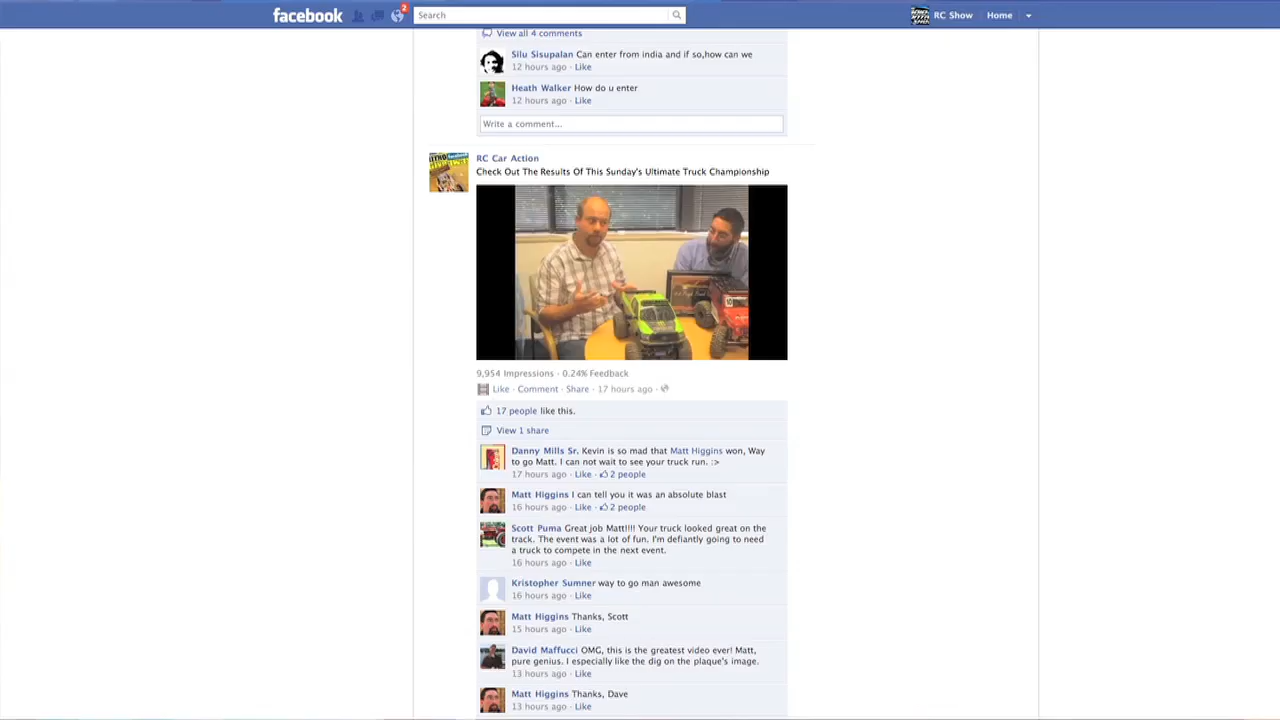 facebook
2
Search
RC Show
Home
View all 4 comments
Silu Sisupalan Can enter from india and if so,how can we
12 hours ago · Like
Heath Walker How do u enter
12 hours ago · Like
Write a comment...
RC Car Action
Check Out The Results Of This Sunday's Ultimate Truck Championship
9,954 Impressions · 0.24% Feedback
Like · Comment · Share · 17 hours ago ·
17 people like this.
View 1 share
Danny Mills Sr. Kevin is so mad that Matt Higgins won, Way
to go Matt. I can not wait to see your truck run. :>
17 hours ago · Like · 2 people
Matt Higgins I can tell you it was an absolute blast
16 hours ago · Like · 2 people
Scott Puma Great job Matt!!!! Your truck looked great on the
track. The event was a lot of fun. I'm defiantly going to need
a truck to compete in the next event.
16 hours ago · Like
Kristopher Sumner way to go man awesome
16 hours ago · Like
Matt Higgins Thanks, Scott
15 hours ago · Like
David Maffucci OMG, this is the greatest video ever! Matt,
pure genius. I especially like the dig on the plaque's image.
13 hours ago · Like
Matt Higgins Thanks, Dave
13 hours ago · Like